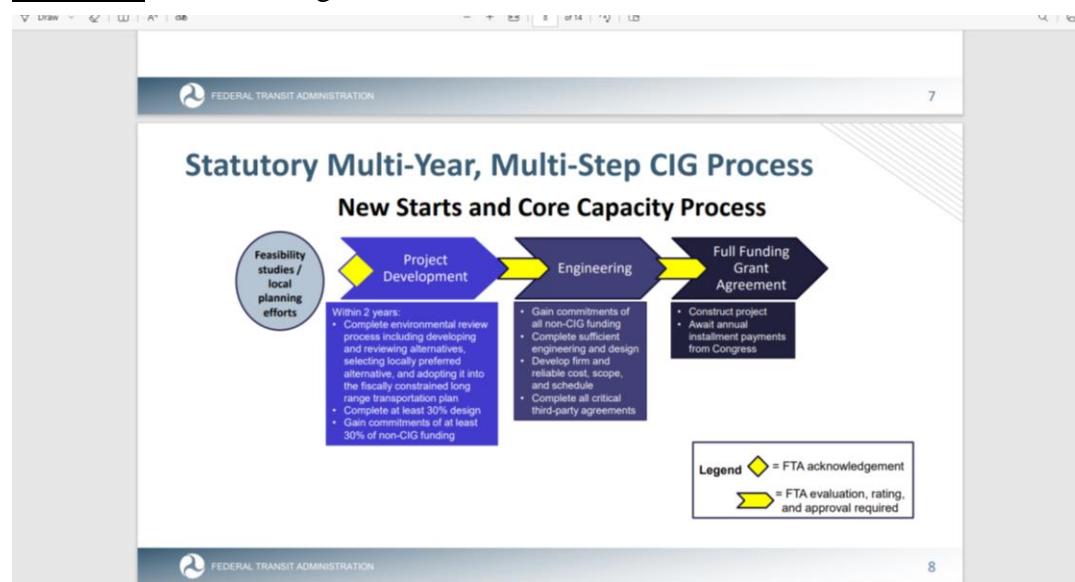 Draw
of 14
FEDERAL TRANSIT ADMINISTRATION
7
Statutory Multi-Year, Multi-Step CIG Process
New Starts and Core Capacity Process
Feasibility
studies /
local
planning
efforts
Project
Development
Within 2 years:
• Complete environmental review
process including developing
and reviewing alternatives,
selecting locally preferred
alternative, and adopting it into
the fiscally constrained long
range transportation plan
• Complete at least 30% design
• Gain commitments of at least
30% of non-CIG funding
Engineering
• Gain commitments of
all non-CIG funding
• Complete sufficient
engineering and design
• Develop firm and
reliable cost, scope,
and schedule
• Complete all critical
third-party agreements
Full Funding
Grant
Agreement
• Construct project
• Await annual
installment payments
from Congress
Legend = FTA acknowledgement
= FTA evaluation, rating,
and approval required
FEDERAL TRANSIT ADMINISTRATION
8